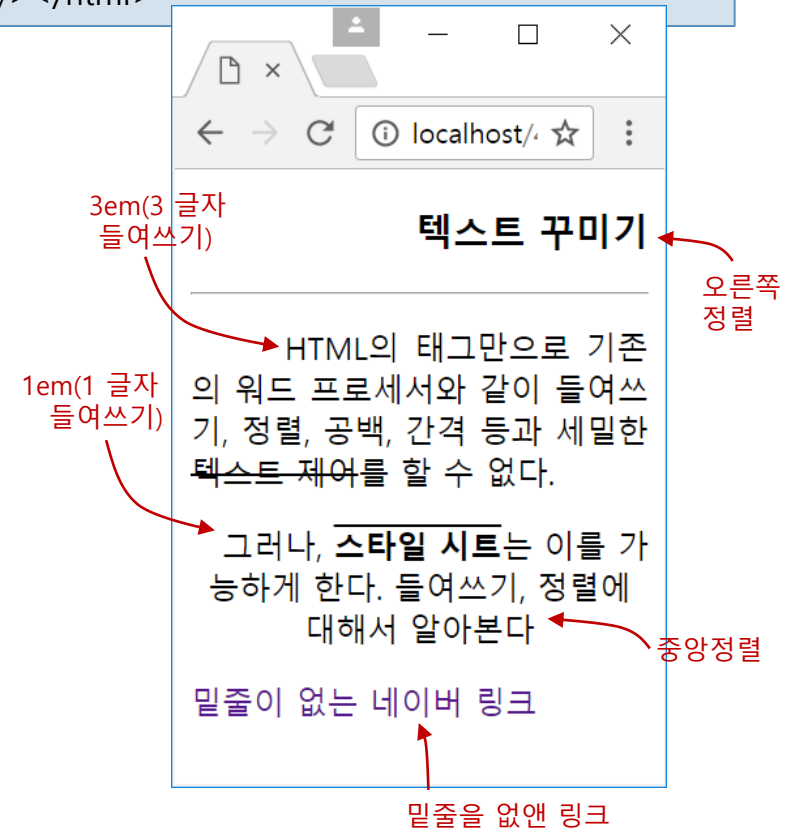 /></html>
localhost/
3em(3 글자
들여쓰기)
텍스트 꾸미기
오른쪽
정렬
HTML의 태그만으로 기존
의 워드 프로세서와 같이 들여쓰
기, 정렬, 공백, 간격 등과 세밀한
텍스트 제어를 할 수 없다.
1em(1 글자
들여쓰기)
그러나, 스타일 시트는 이를 가
능하게 한다. 들여쓰기, 정렬에
대해서 알아본다
중앙정렬
밑줄이 없는 네이버 링크
밑줄을 없앤 링크